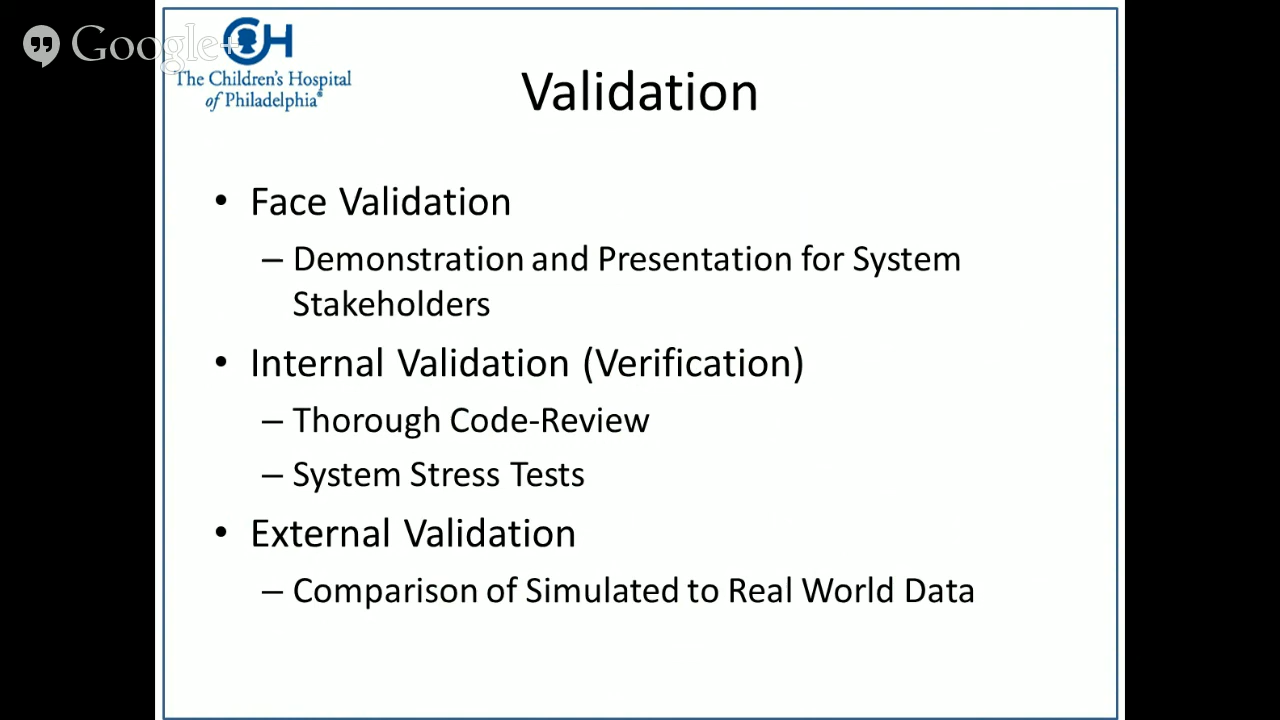 Google+
CH
The Children's Hospital
of Philadelphia®
Validation
• Face Validation
– Demonstration and Presentation for System
Stakeholders
• Internal Validation (Verification)
– Thorough Code-Review
– System Stress Tests
• External Validation
– Comparison of Simulated to Real World Data